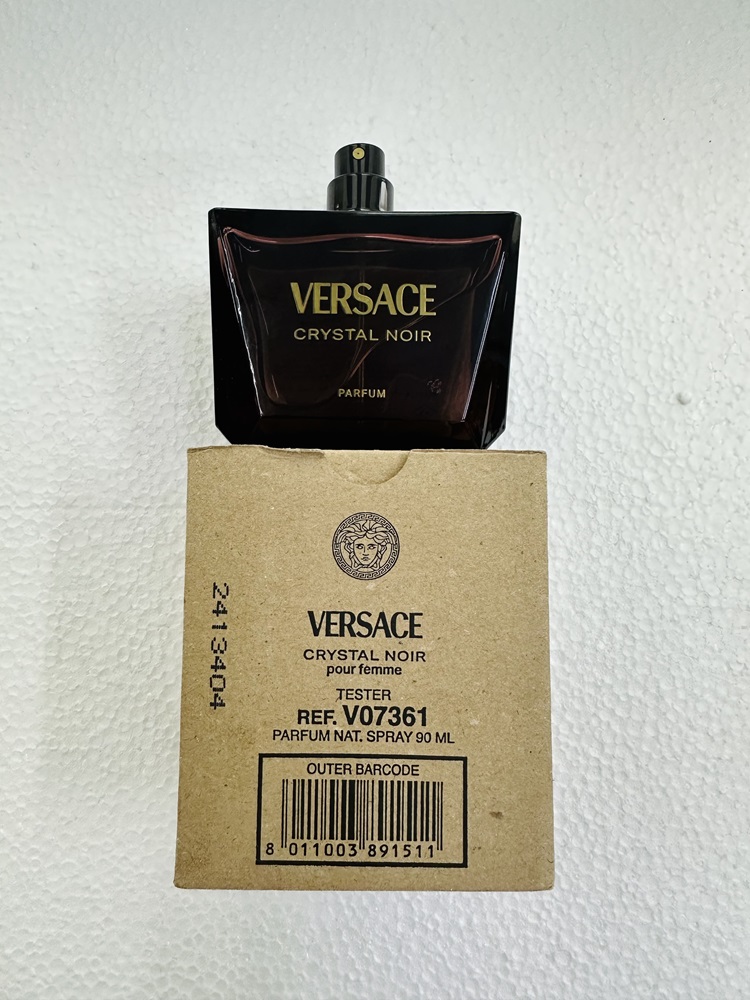 VERSACE
CRYSTAL NOIR
PARFUM
2413404
VERSACE
CRYSTAL NOIR
pour femme
TESTER
REF. V07361
PARFUM NAT. SPRAY 90 ML
OUTER BARCODE
8 011003 891511